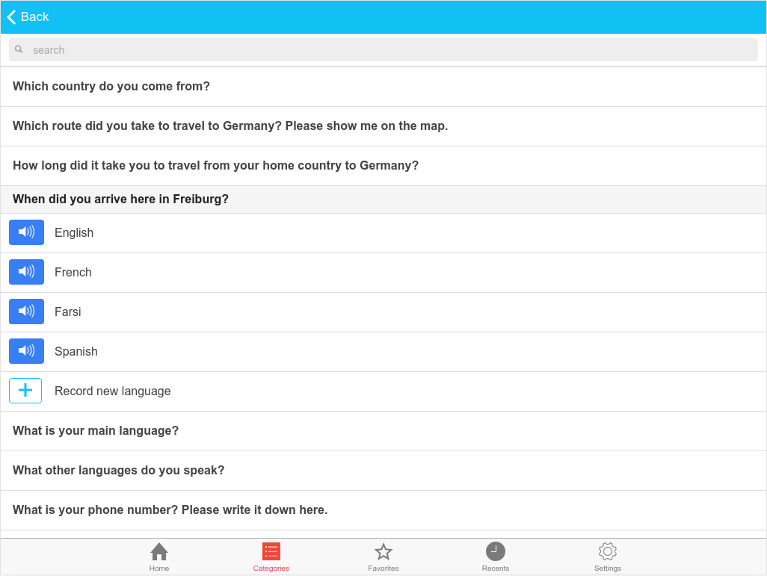 Back
search
Which country do you come from?
Which route did you take to travel to Germany? Please show me on the map.
How long did it take you to travel from your home country to Germany?
When did you arrive here in Freiburg?
English
French
Farsi
Spanish
Record new language
What is your main language?
What other languages do you speak?
What is your phone number? Please write it down here.
Home Categories Favorites Recents Settings